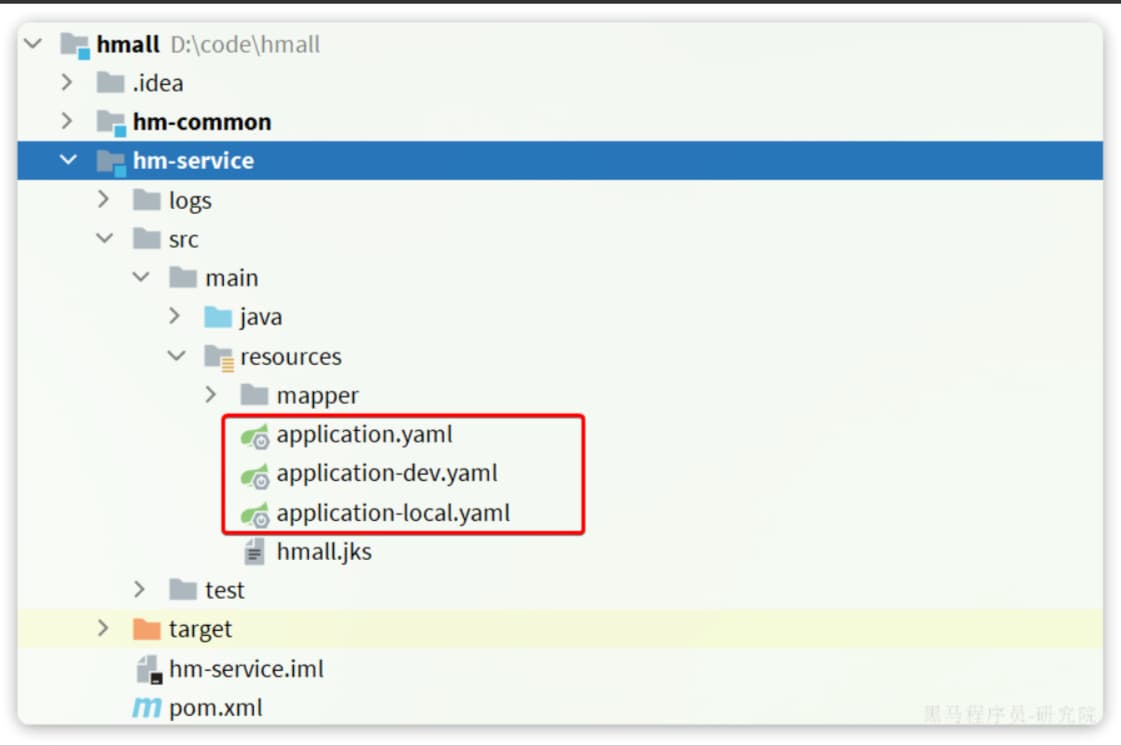 hmall D:\code\hmall
.idea
hm-common
hm-service
logs
src
main
java
resources
mapper
application.yaml
application-dev.yaml
application-local.yaml
hmall.jks
test
target
hm-service.iml
pom.xml
黑马程序员-研究院